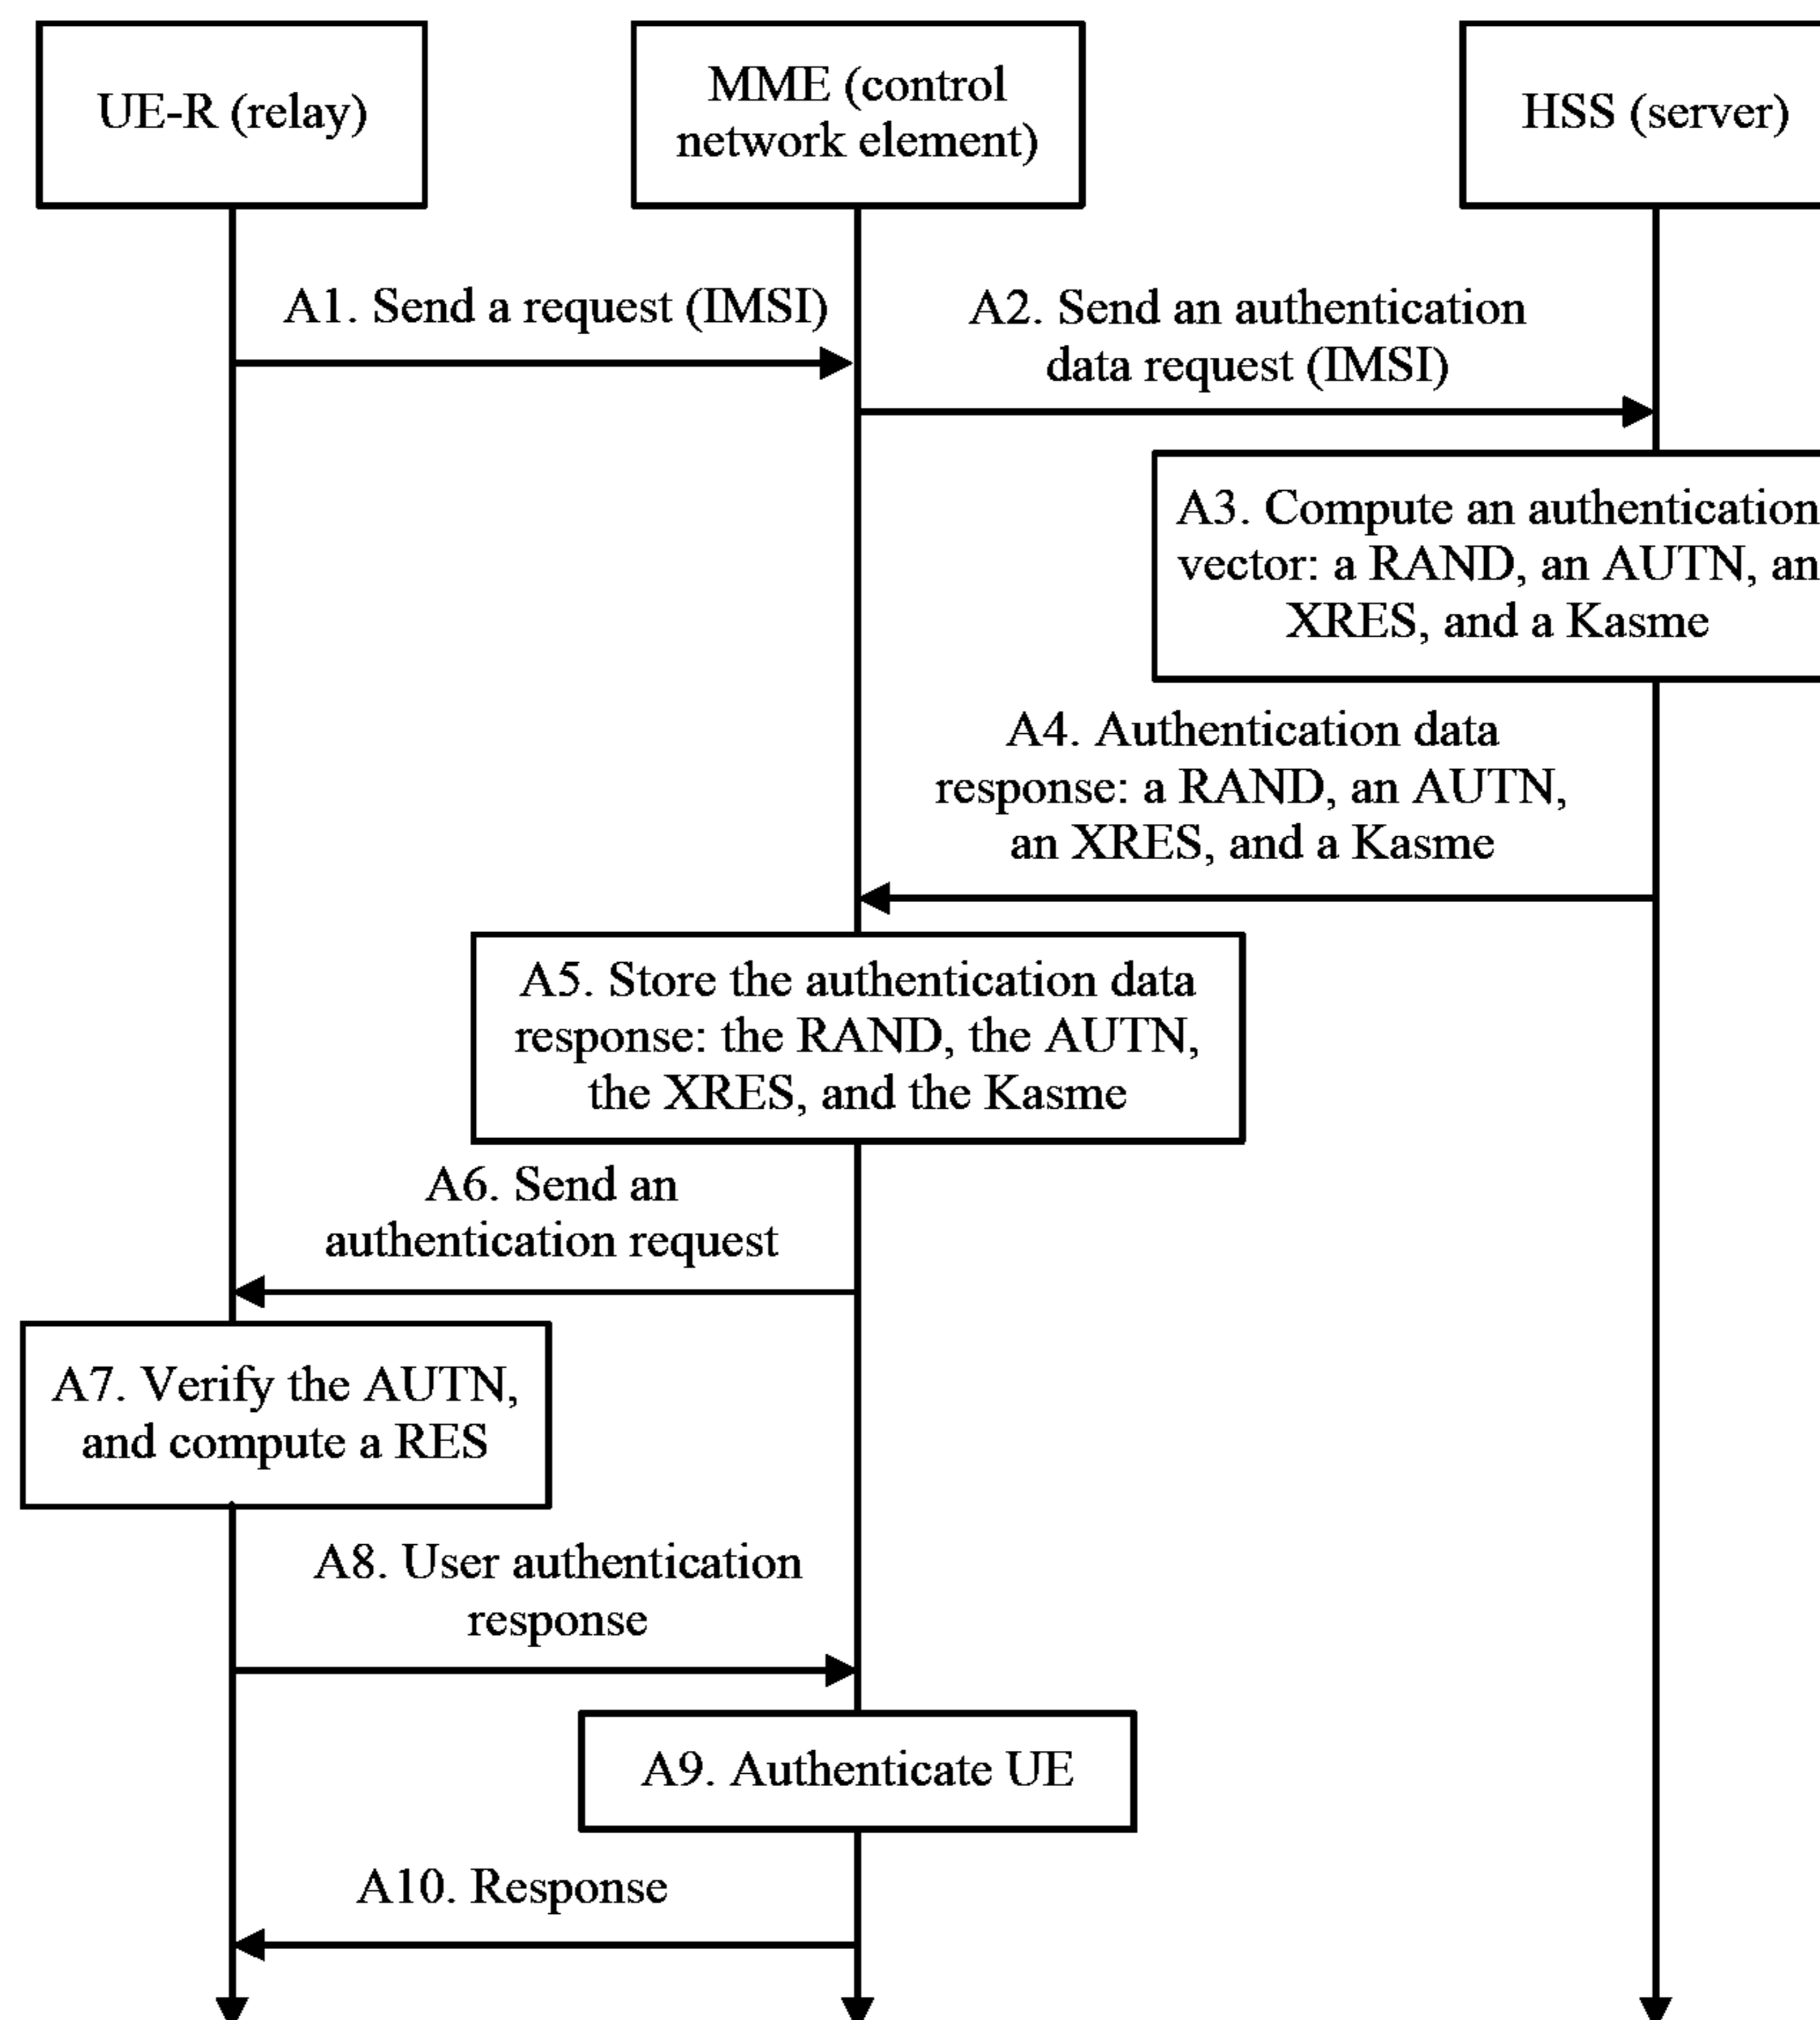 UE-R (relay)
MME (control
network element)
HSS (server)
A1. Send a request (IMSI)
A2. Send an authentication
data request (IMSI)
A3. Compute an authentication
vector: a RAND, an AUTN, an
XRES, and a Kasme
A4. Authentication data
response: a RAND, an AUTN,
an XRES, and a Kasme
A5. Store the authentication data
response: the RAND, the AUTN,
the XRES, and the Kasme
A6. Send an
authentication request
A7. Verify the AUTN,
and compute a RES
A8. User authentication
response
A9. Authenticate UE
A10. Response